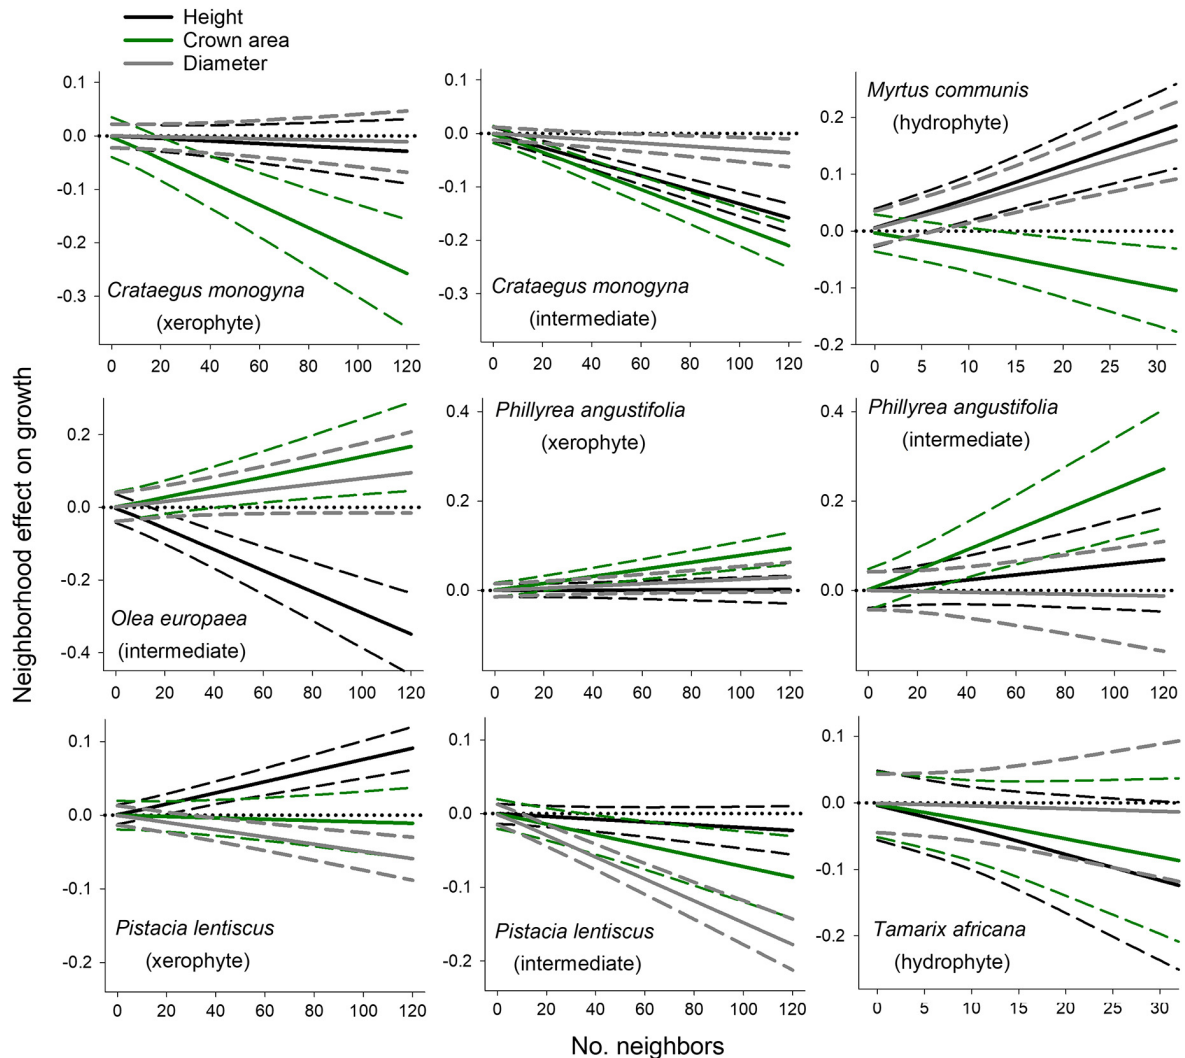 Height
Crown area
Diameter
0.1
0.0
-0.1
-0.2
-0.3
Crataegus monogyna
(xerophyte)
0 20 40 60 80 100 120
0.1
0.0
-0.1
-0.2
-0.3
Crataegus monogyna
(intermediate)
0 20 40 60 80 100 120
Myrtus communis
(hydrophyte)
0.2
0.1
0.0
-0.1
-0.2
0 5 10 15 20 25 30
Neighborhood effect on growth
0.2
0.0
-0.2
-0.4
Olea europaea
(intermediate)
0 20 40 60 80 100 120
Phillyrea angustifolia
(xerophyte)
0.4
0.2
0.0
0 20 40 60 80 100 120
Phillyrea angustifolia
(intermediate)
0.4
0.2
0.0
0 20 40 60 80 100 120
0.1
0.0
-0.1
-0.2
Pistacia lentiscus
(xerophyte)
0 20 40 60 80 100 120
0.1
0.0
-0.1
-0.2
Pistacia lentiscus
(intermediate)
0 20 40 60 80 100 120
0.1
0.0
-0.1
-0.2
Tamarix africana
(hydrophyte)
0 5 10 15 20 25 30
No. neighbors